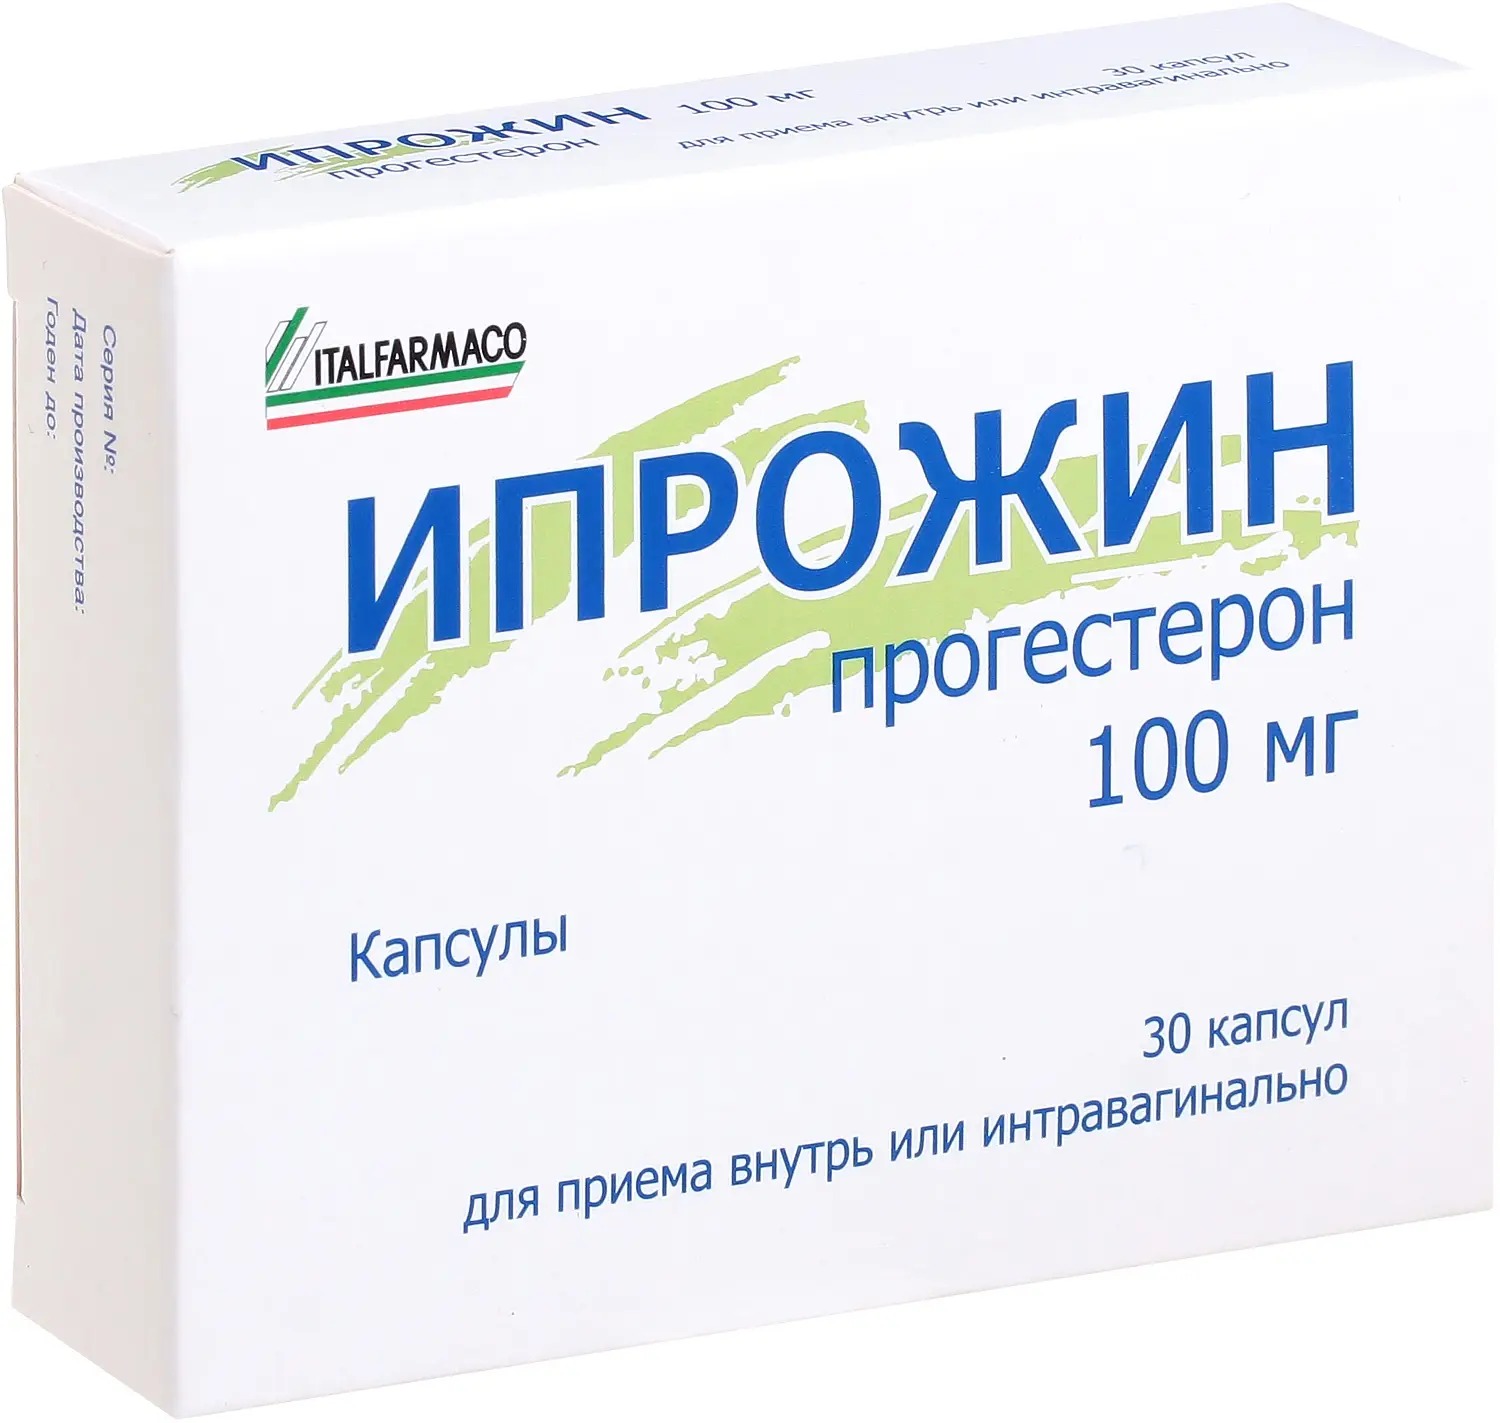 ИПРОЖИН 100 мг
прогестерон
30 капсул
для приема внутрь или интравагинально
Серия №:
Дата производства:
Годен до:
ITALFARMACO
ИПРОЖИН
прогестерон
100 мг
Капсулы
30 капсул
для приема внутрь или интравагинально